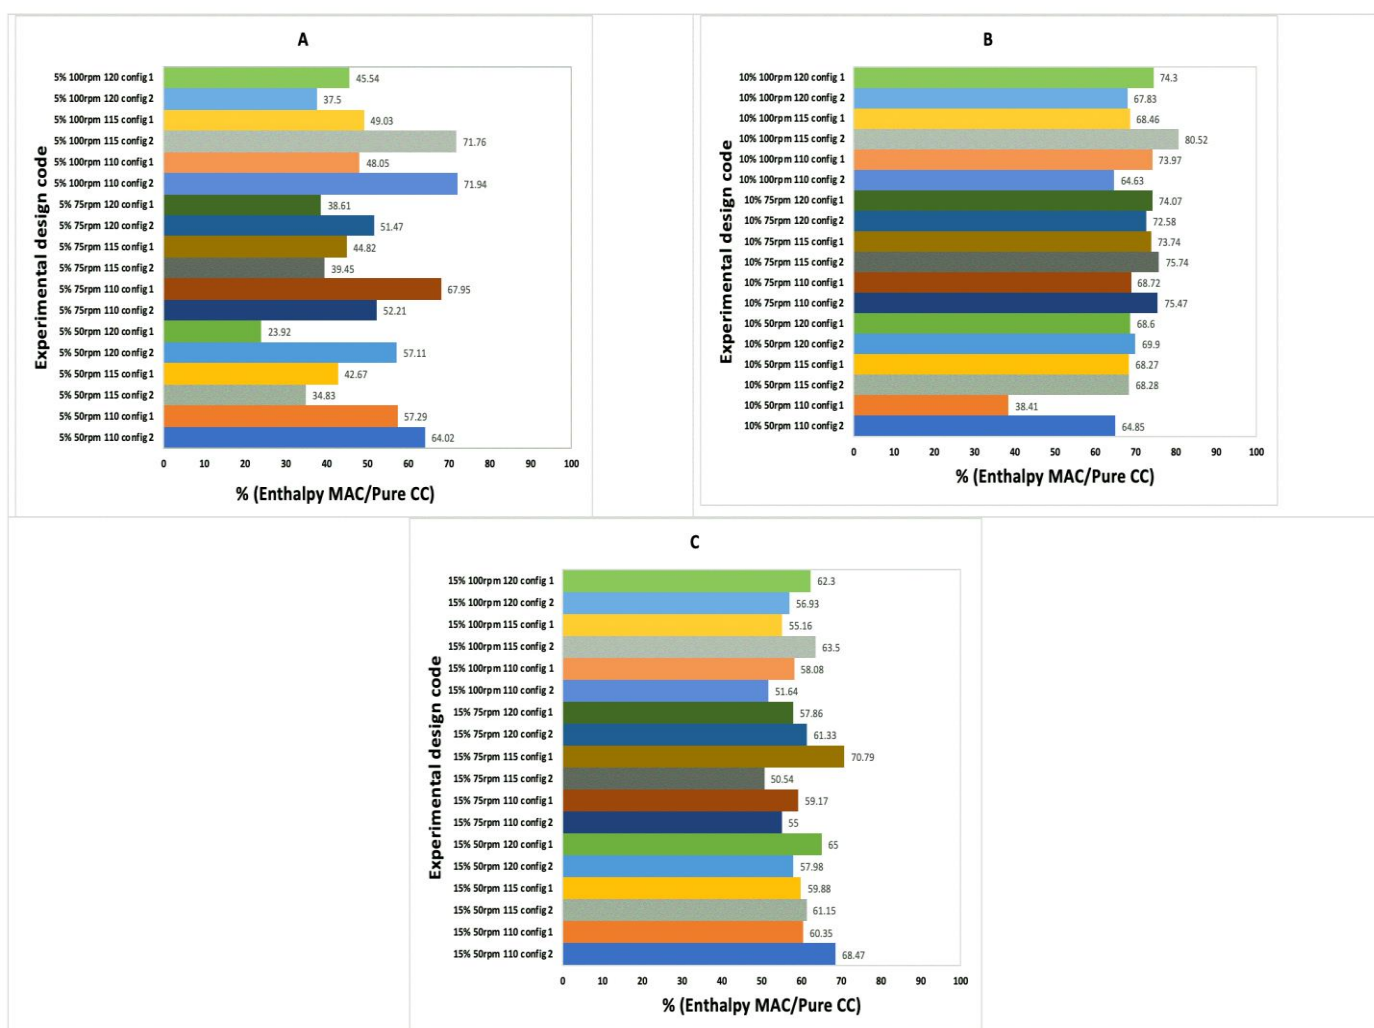 A
5% 100rpm 120 config 1 45.54
5% 100rpm 120 config 2 37.5
5% 100rpm 115 config 1 49.03
5% 100rpm 115 config 2 71.76
5% 100rpm 110 config 1 48.05
5% 100rpm 110 config 2 71.94
5% 75rpm 120 config 1 38.61
5% 75rpm 120 config 2 51.47
5% 75rpm 115 config 1 44.82
5% 75rpm 115 config 2 39.45
5% 75rpm 110 config 1 67.95
5% 75rpm 110 config 2 52.21
5% 50rpm 120 config 1 23.92
5% 50rpm 120 config 2 57.11
5% 50rpm 115 config 1 42.67
5% 50rpm 115 config 2 34.83
5% 50rpm 110 config 1 57.29
5% 50rpm 110 config 2 64.02
Experimental design code
0 10 20 30 40 50 60 70 80 90 100
% (Enthalpy MAC/Pure CC)
B
10% 100rpm 120 config 1 74.3
10% 100rpm 120 config 2 67.83
10% 100rpm 115 config 1 68.46
10% 100rpm 115 config 2 80.52
10% 100rpm 110 config 1 73.97
10% 100rpm 110 config 2 64.63
10% 75rpm 120 config 1 74.07
10% 75rpm 120 config 2 72.58
10% 75rpm 115 config 1 73.74
10% 75rpm 115 config 2 75.74
10% 75rpm 110 config 1 68.72
10% 75rpm 110 config 2 75.47
10% 50rpm 120 config 1 68.6
10% 50rpm 120 config 2 69.9
10% 50rpm 115 config 1 68.27
10% 50rpm 115 config 2 68.28
10% 50rpm 110 config 1 38.41
10% 50rpm 110 config 2 64.85
Experimental design code
0 10 20 30 40 50 60 70 80 90 100
% (Enthalpy MAC/Pure CC)
C
15% 100rpm 120 config 1 62.3
15% 100rpm 120 config 2 56.93
15% 100rpm 115 config 1 55.16
15% 100rpm 115 config 2 63.5
15% 100rpm 110 config 1 58.08
15% 100rpm 110 config 2 51.64
15% 75rpm 120 config 1 57.86
15% 75rpm 120 config 2 61.33
15% 75rpm 115 config 1 70.79
15% 75rpm 115 config 2 50.54
15% 75rpm 110 config 1 59.17
15% 75rpm 110 config 2 55
15% 50rpm 120 config 1 65
15% 50rpm 120 config 2 57.98
15% 50rpm 115 config 1 59.88
15% 50rpm 115 config 2 61.15
15% 50rpm 110 config 1 60.35
15% 50rpm 110 config 2 68.47
Experimental design code
0 10 20 30 40 50 60 70 80 90 100
% (Enthalpy MAC/Pure CC)